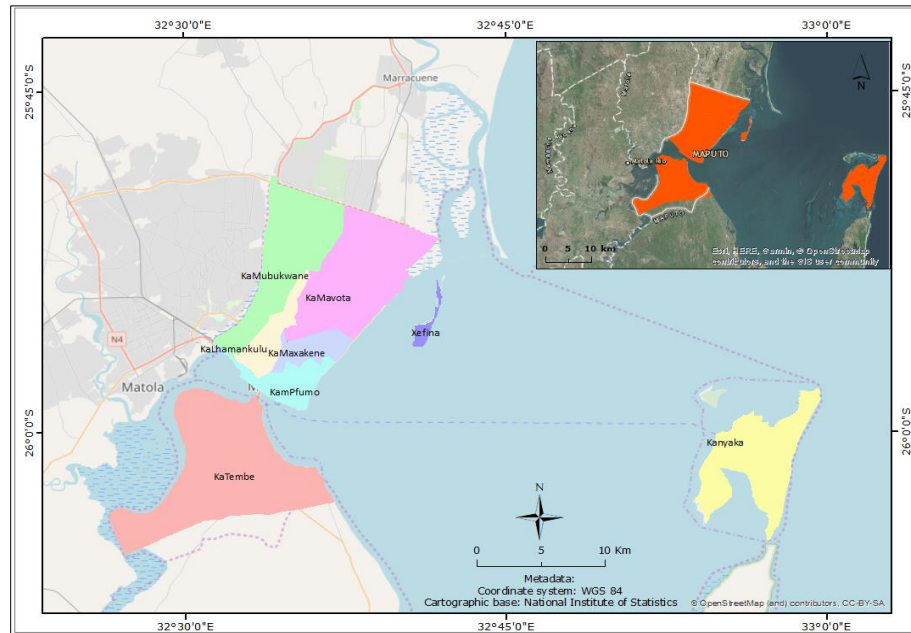 32°30'0"E
32°45'0"E
33°0'0"E
25°45'0"S
25°45'0"S
Marracuene
N
MAPUTO
Matola Rio
MAPUTO
0 5 10 km
Esri, HERE, Garmin, © OpenStreetMap
contributors, and the GIS user community
KaMubukwane
KaMavota
Xefina
N4
KaLhamankulu
KaMaxakene
Matola
M
KamPfumo
26°0'0"S
26°0'0"S
Kanyaka
KaTembe
N
0 5 10 Km
Metadata:
Coordinate system: WGS 84
Cartographic base: National Institute of Statistics
© OpenStreetMap (and) contributors, CC-BY-SA
32°30'0"E
32°45'0"E
33°0'0"E